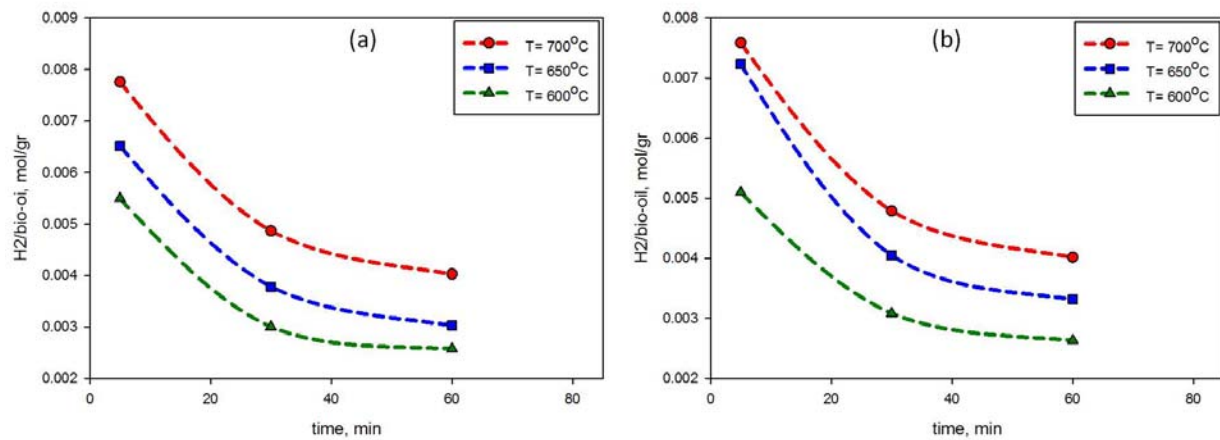 (a)
T= 700°C
T= 650°C
T= 600°C
H2/bio-oi, mol/gr
0.009
0.008
0.007
0.006
0.005
0.004
0.003
0.002
0
20
40
60
80
time, min
(b)
T= 700°C
T= 650°C
T= 600°C
H2/bio-oil, mol/gr
0.008
0.007
0.006
0.005
0.004
0.003
0.002
0
20
40
60
80
time, min